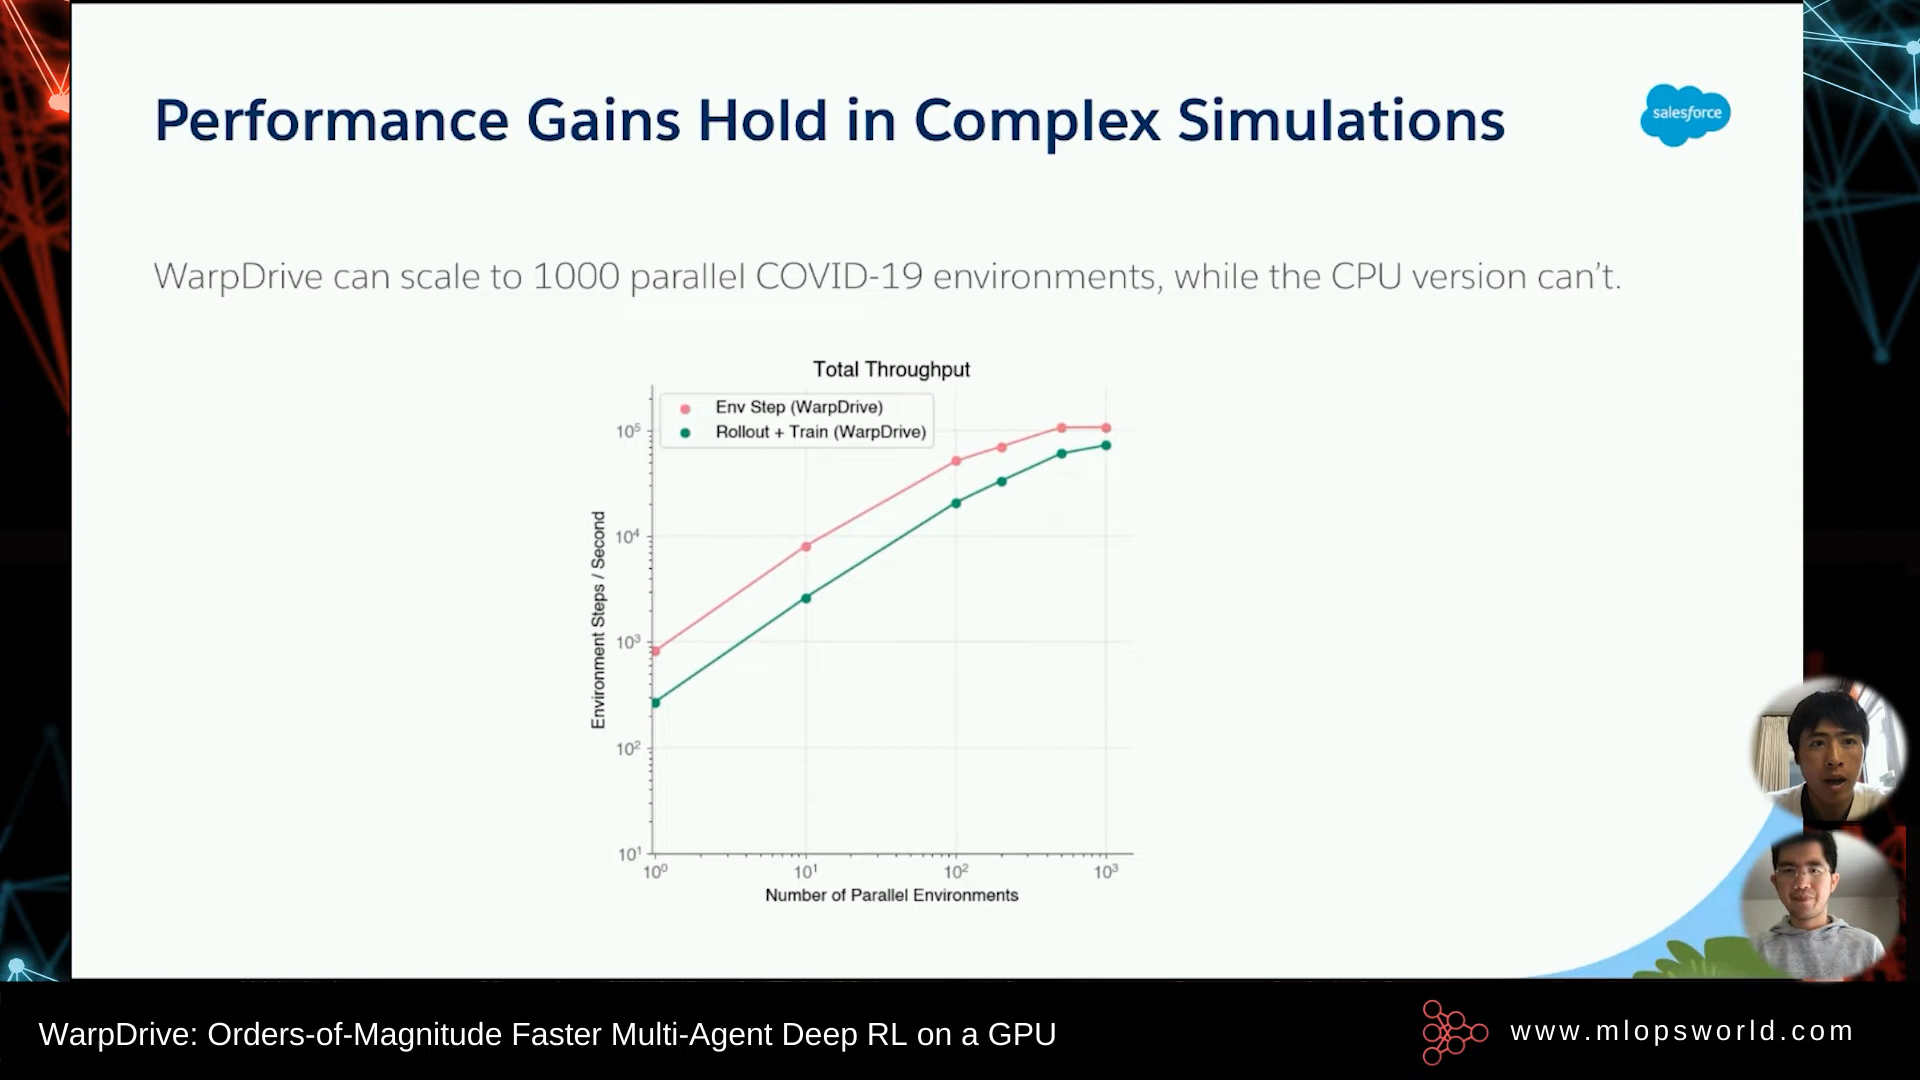 Performance Gains Hold in Complex Simulations
salesforce
WarpDrive can scale to 1000 parallel COVID-19 environments, while the CPU version can’t.
Total Throughput
Env Step (WarpDrive)
Rollout + Train (WarpDrive)
10⁵
10⁴
10³
10²
10¹
Environment Steps / Second
10⁰ 10¹ 10² 10³
Number of Parallel Environments
WarpDrive: Orders-of-Magnitude Faster Multi-Agent Deep RL on a GPU
www.mlopsworld.com